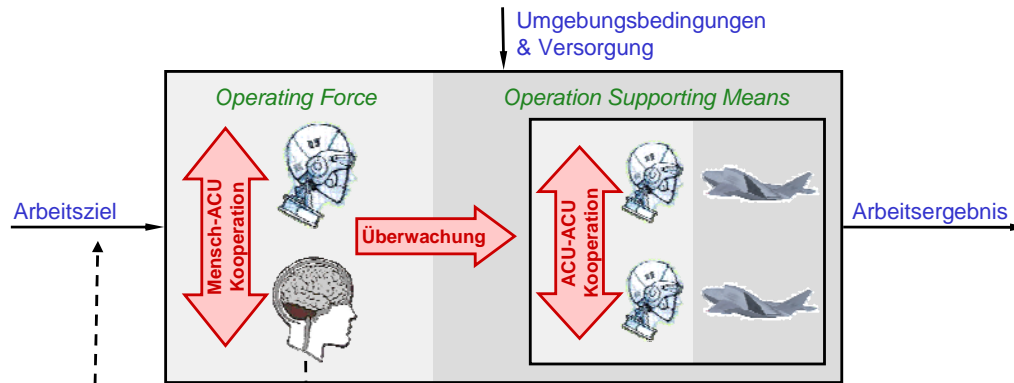 Umgebungsbedingungen
& Versorgung
Operating Force
Operation Supporting Means
Arbeitsziel
Mensch-ACU
Kooperation
Überwachung
ACU-ACU
Kooperation
Arbeitsergebnis